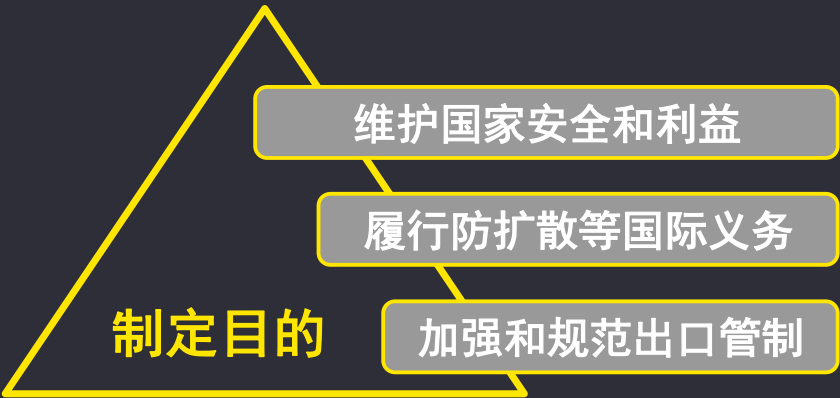 维护国家安全和利益
履行防扩散等国际义务
制定目的
加强和规范出口管制